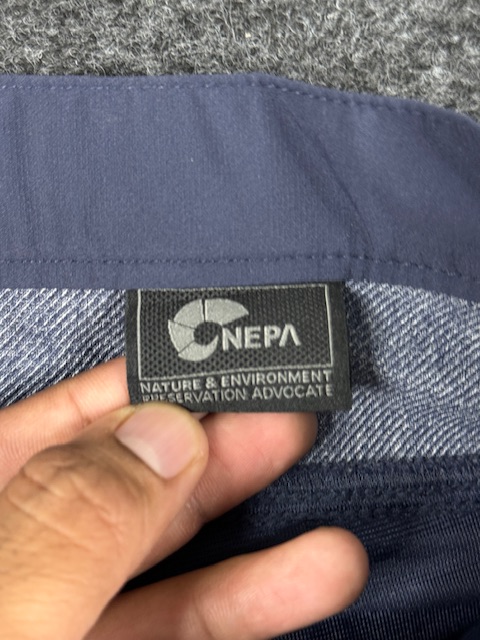 NEPA
NATURE & ENVIRONMENT
PRESERVATION ADVOCATE